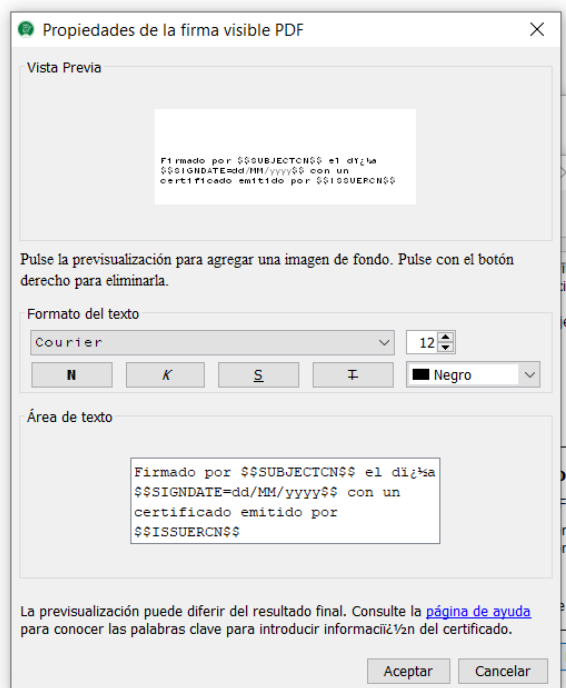 Propiedades de la firma visible PDF
Vista Previa
Firmado por $$SUBJECTCN$$ el dï¿½a
$$SIGNDATE=dd/MM/yyyy$$ con un
certificado emitido por $$ISSUERCN$$
Pulse la previsualización para agregar una imagen de fondo. Pulse con el botón
derecho para eliminarla.
Formato del texto
Courier
12
N K S T
Negro
Área de texto
Firmado por $$SUBJECTCN$$ el dï¿½a
$$SIGNDATE=dd/MM/yyyy$$ con un
certificado emitido por
$$ISSUERCN$$
La previsualización puede diferir del resultado final. Consulte la página de ayuda
para conocer las palabras clave para introducir informaciï¿½n del certificado.
Aceptar Cancelar